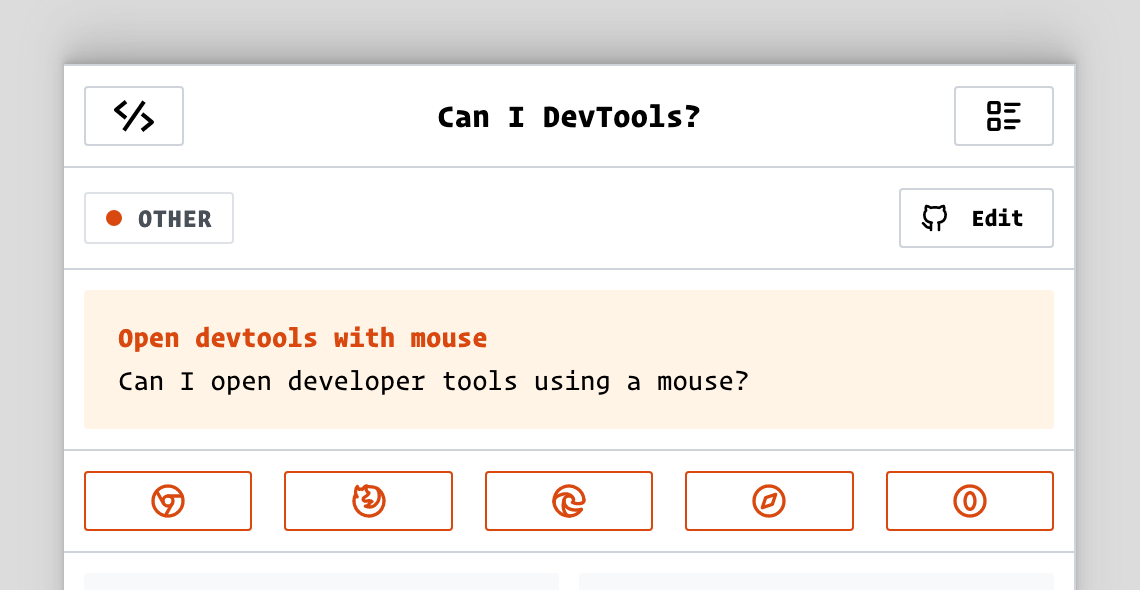 Can I DevTools?
OTHER
Edit
Open devtools with mouse
Can I open developer tools using a mouse?